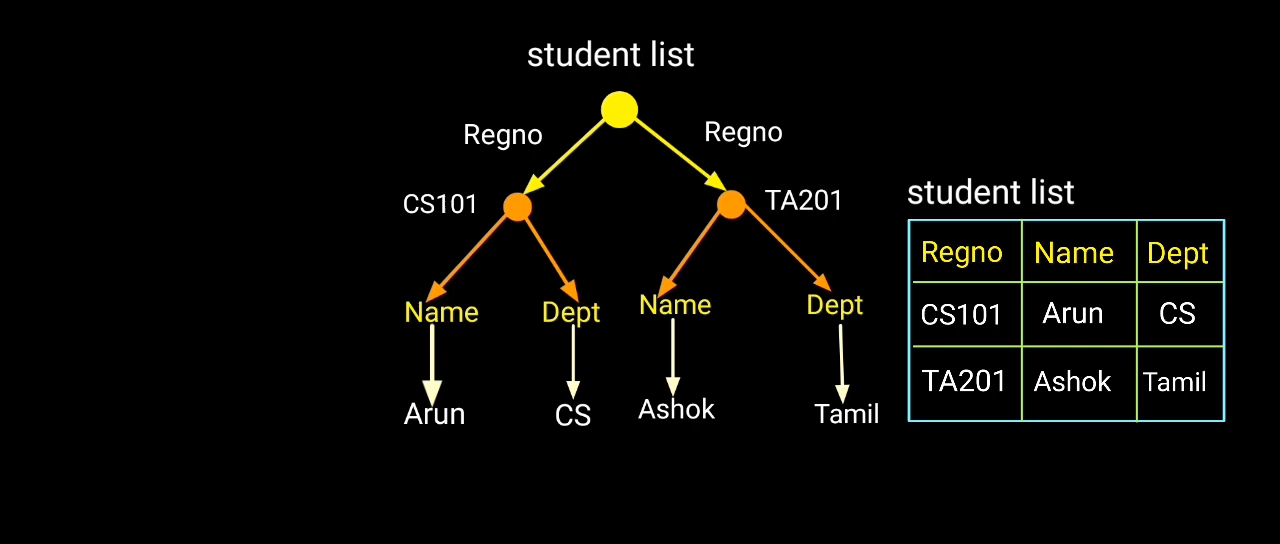 student list
Regno Regno
CS101 TA201
Name Dept Name Dept
Arun CS Ashok Tamil
student list
Regno Name Dept
CS101 Arun CS
TA201 Ashok Tamil